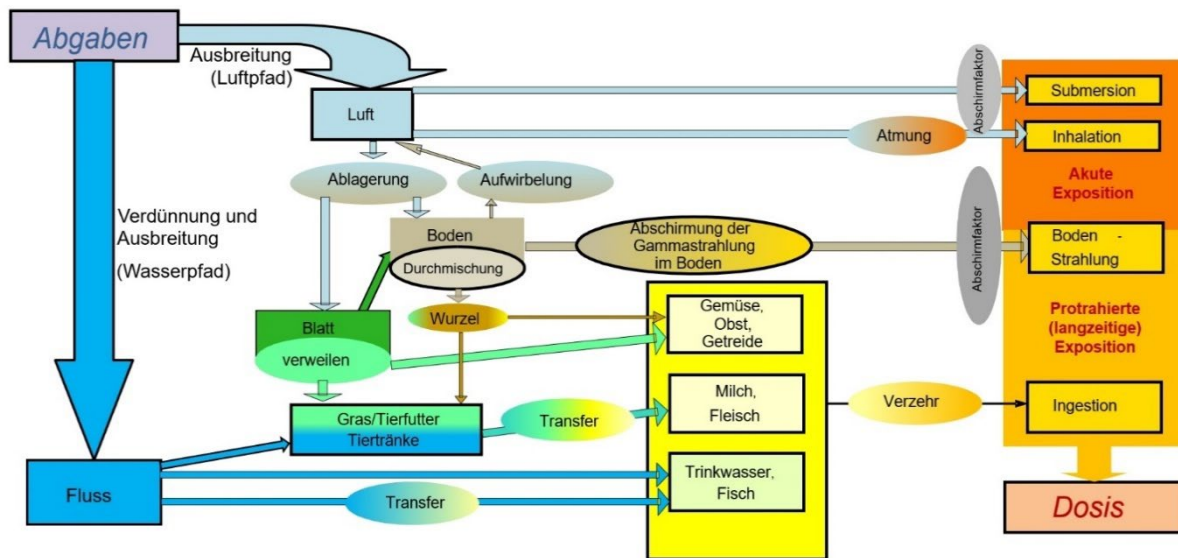 Abgaben
Ausbreitung
(Luftpfad)
Luft
Abschirmfaktor
Submersion
Atmung
Inhalation
Akute
Exposition
Ablagerung
Aufwirbelung
Verdünnung und
Ausbreitung
(Wasserpfad)
Boden
Durchmischung
Abschirmung der
Gammastrahlung
im Boden
Abschirmfaktor
Boden -
Strahlung
Protrahierte
(langzeitige)
Exposition
Blatt
verweilen
Wurzel
Gemüse,
Obst,
Getreide
Gras/Tierfutter
Tiertränke
Transfer
Milch,
Fleisch
Verzehr
Ingestion
Fluss
Transfer
Trinkwasser,
Fisch
Dosis